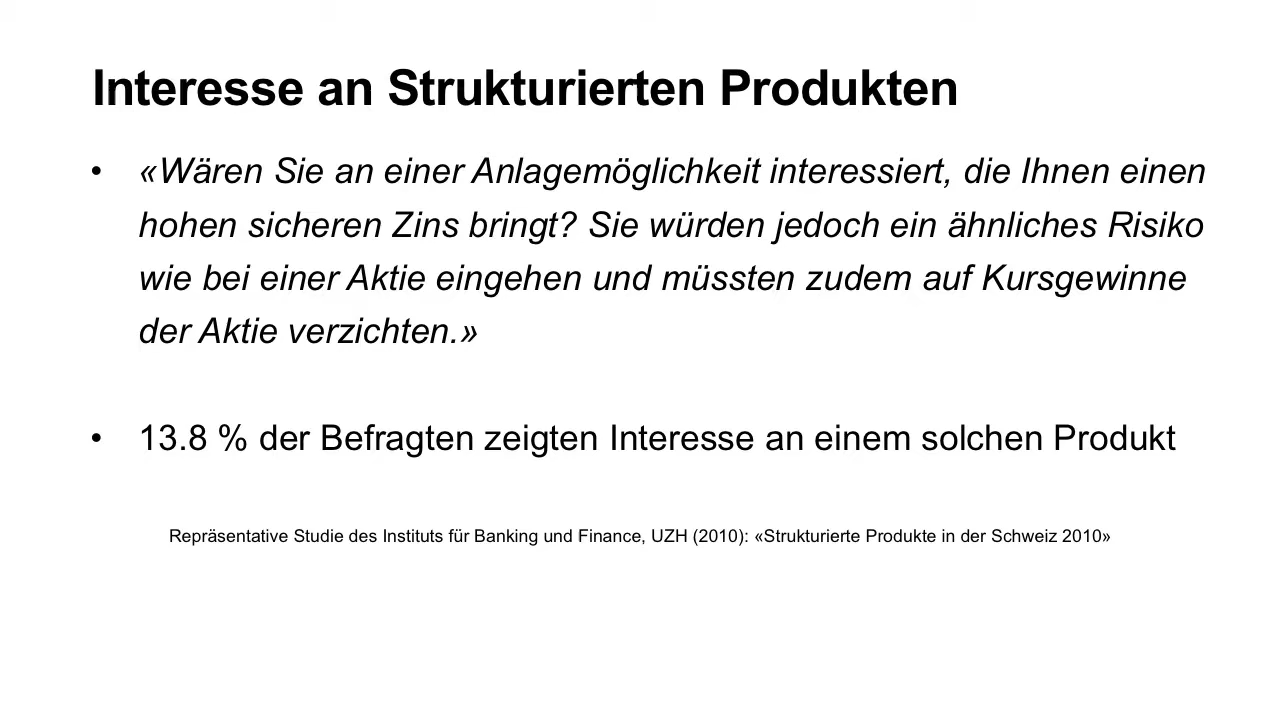 Interesse an Strukturierten Produkten
• «Wären Sie an einer Anlagemöglichkeit interessiert, die Ihnen einen
hohen sicheren Zins bringt? Sie würden jedoch ein ähnliches Risiko
wie bei einer Aktie eingehen und müssten zudem auf Kursgewinne
der Aktie verzichten.»
• 13.8 % der Befragten zeigten Interesse an einem solchen Produkt
Repräsentative Studie des Instituts für Banking und Finance, UZH (2010): «Strukturierte Produkte in der Schweiz 2010»